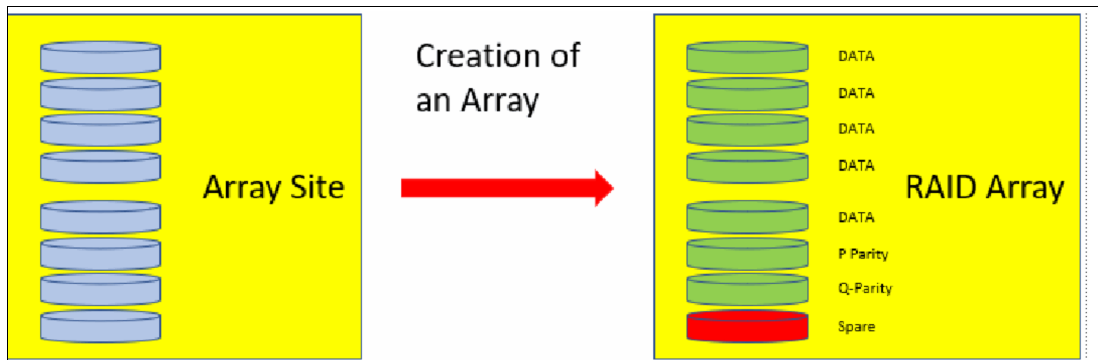 Array Site
Creation of
an Array
DATA
DATA
DATA
DATA
RAID Array
DATA
P Parity
Q-Parity
Spare